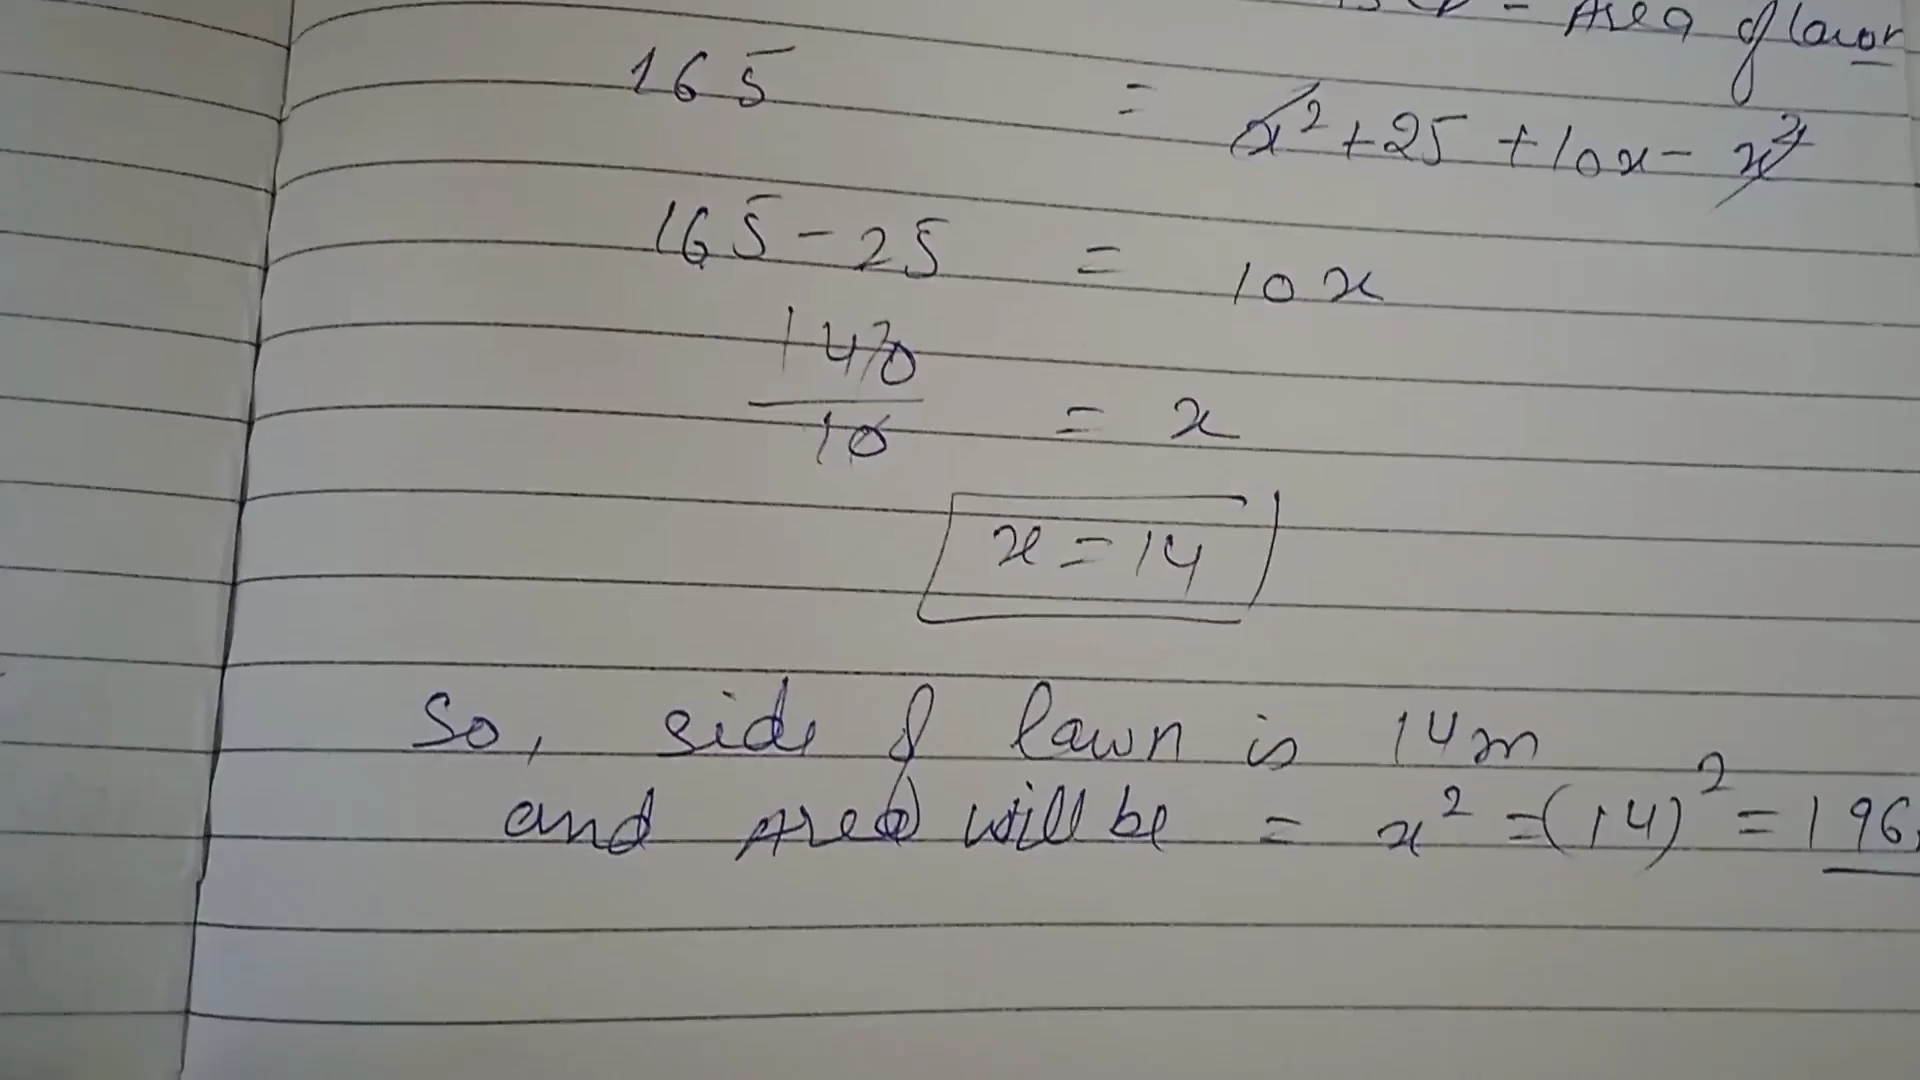 - Area of lawn
165 = x² + 25 + 10x - x²
165 - 25 = 10x
140/10 = x
x = 14
So, side of lawn is 14m
and Area will be = x² = (14)² = 196